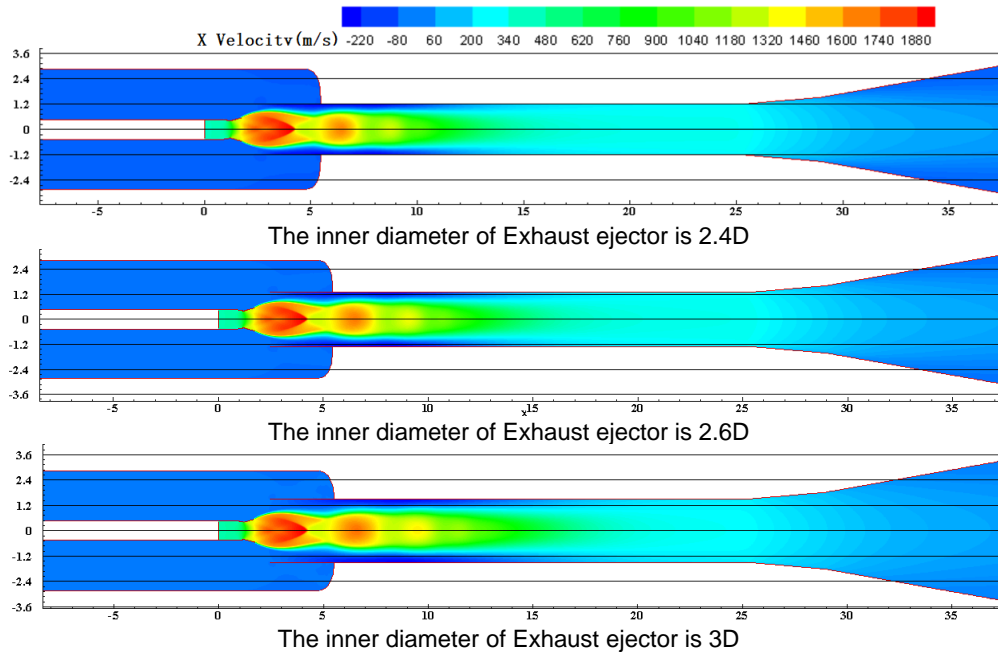 X Velocitv(m/s) -220 -80 60 200 340 480 620 760 900 1040 1180 1320 1460 1600 1740 1880
3.6
2.4
1.2
0
-1.2
-2.4
-5 0 5 10 15 20 25 30 35
The inner diameter of Exhaust ejector is 2.4D
2.4
1.2
0
-1.2
-2.4
-3.6
-5 0 5 10 x15 20 25 30 35
The inner diameter of Exhaust ejector is 2.6D
3.6
2.4
1.2
0
-1.2
-2.4
-3.6
-5 0 5 10 15 20 25 30 35
The inner diameter of Exhaust ejector is 3D